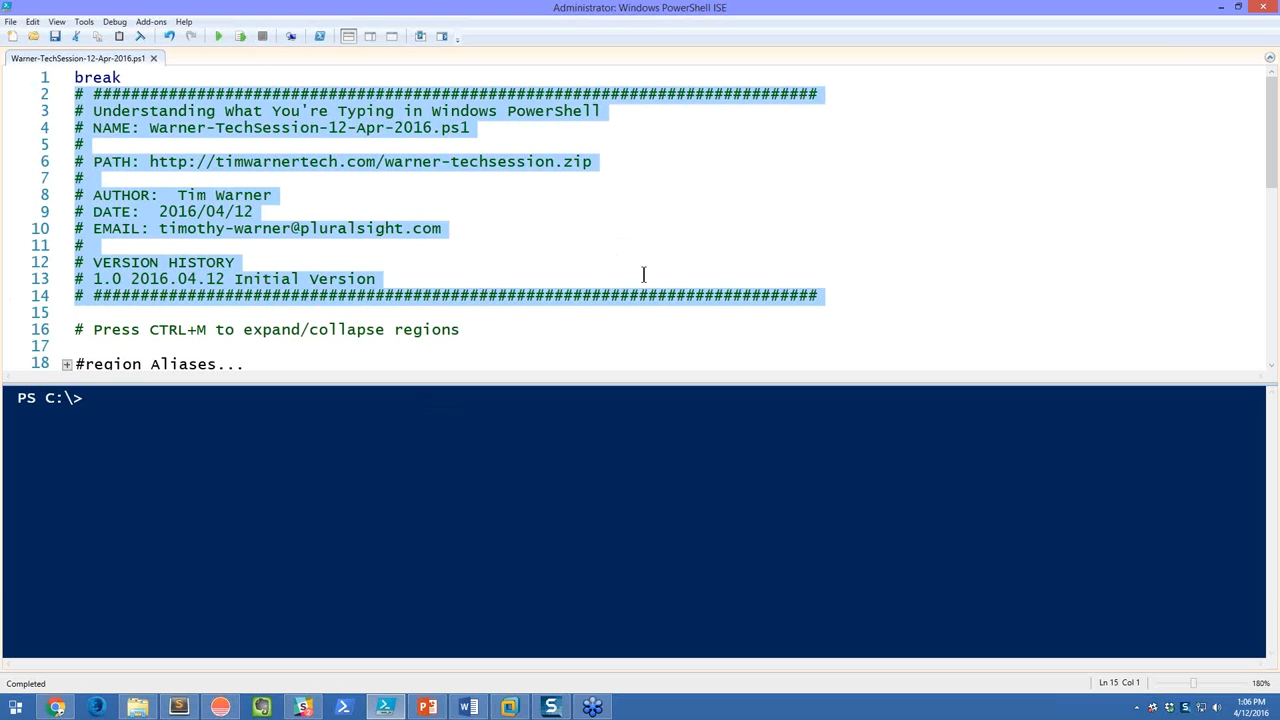 Administrator: Windows PowerShell ISE
File Edit View Tools Debug Add-ons Help
Warner-TechSession-12-Apr-2016.ps1
1 break
2 # #############################################################################
3 # Understanding What You're Typing in Windows PowerShell
4 # NAME: Warner-TechSession-12-Apr-2016.ps1
5 #
6 # PATH: http://timwarnertech.com/warner-techsession.zip
7 #
8 # AUTHOR:  Tim Warner
9 # DATE:  2016/04/12
10 # EMAIL: timothy-warner@pluralsight.com
11 #
12 # VERSION HISTORY
13 # 1.0 2016.04.12 Initial Version
14 # #############################################################################
15
16 # Press CTRL+M to expand/collapse regions
17
18 #region Aliases...
PS C:\>
Completed
Ln 15 Col 1
180%
1:06 PM
4/12/2016